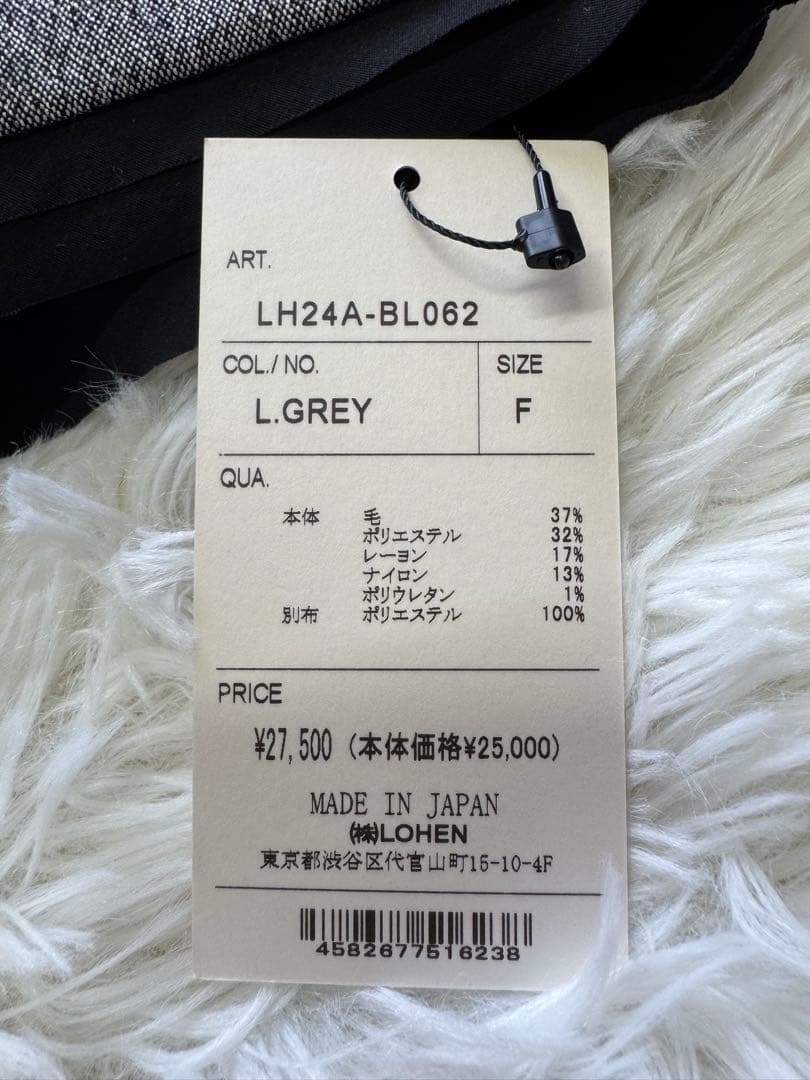 ART.
LH24A-BL062
COL./NO. SIZE
L.GREY F
QUA.
本体 毛 37%
ポリエステル 32%
レーヨン 17%
ナイロン 13%
ポリウレタン 1%
別布 ポリエステル 100%
PRICE
¥27,500 (本体価格¥25,000)
MADE IN JAPAN
㈱LOHEN
東京都渋谷区代官山町15-10-4F
4582677516238